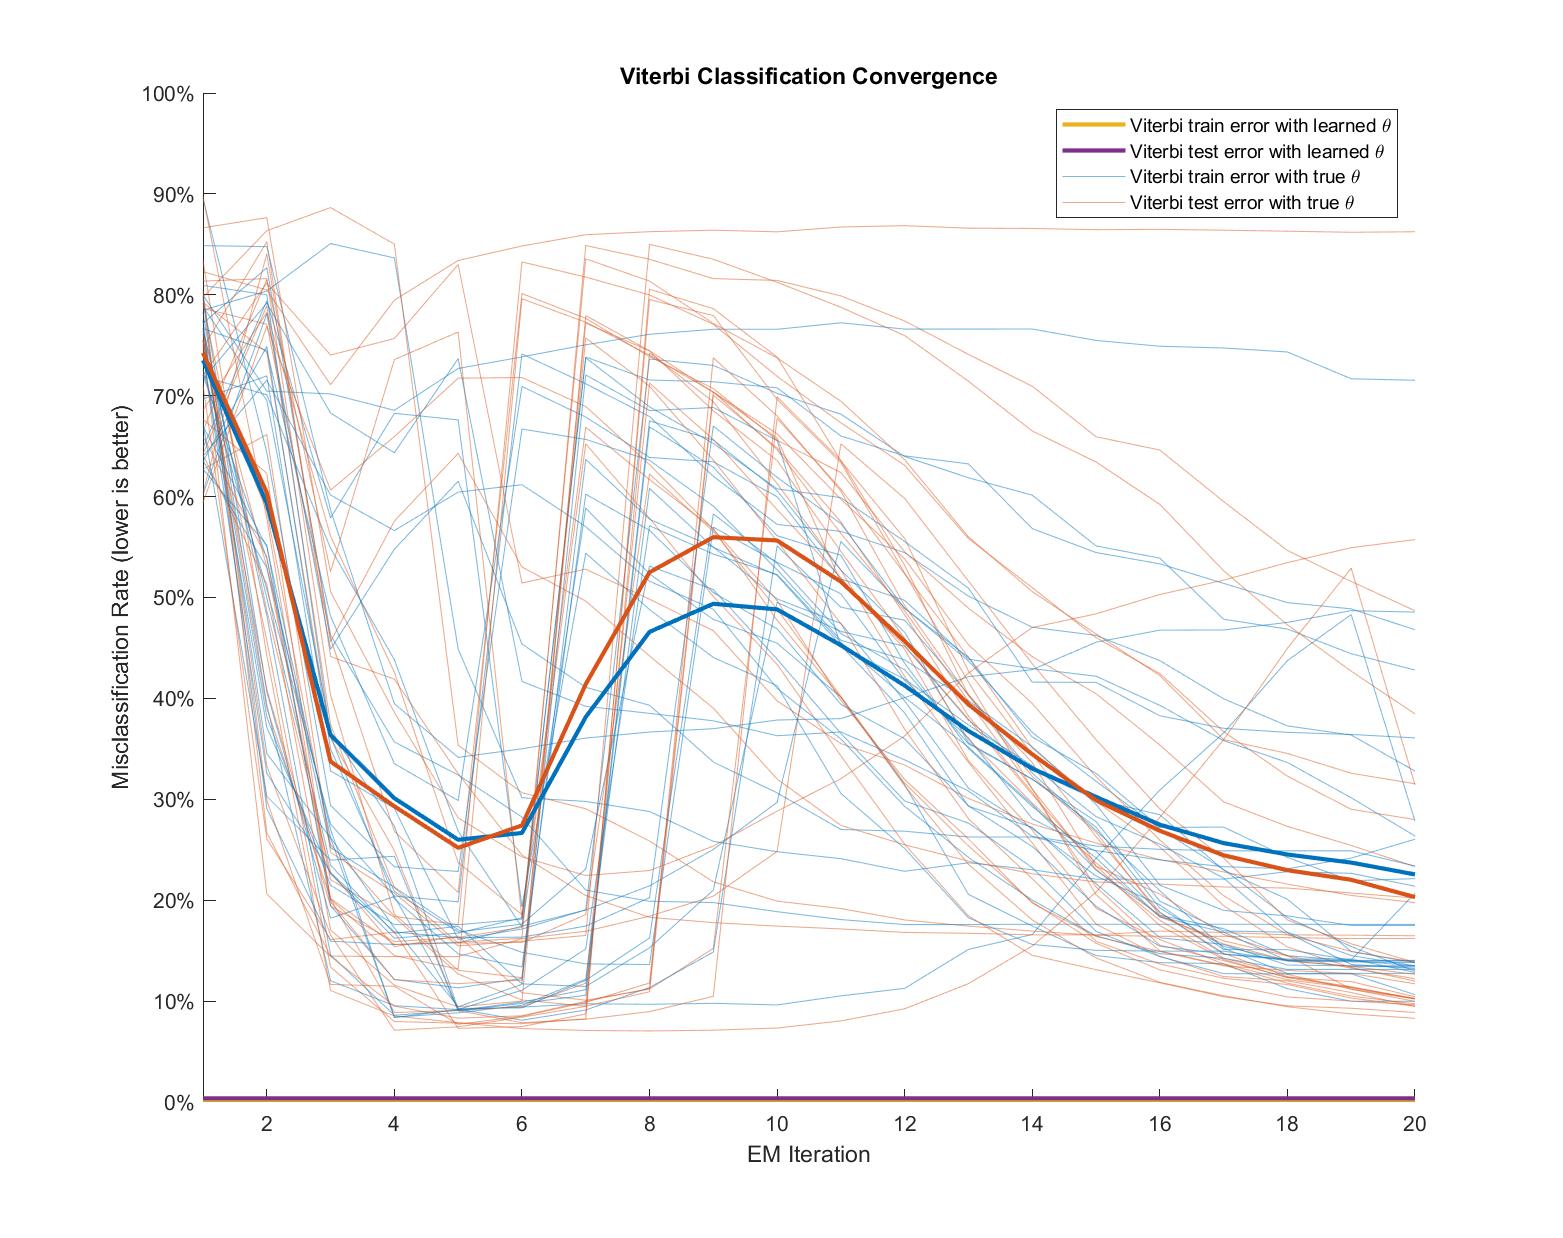 Viterbi Classification Convergence
100%
90%
80%
70%
60%
50%
40%
30%
20%
10%
0%
Misclassification Rate (lower is better)
Viterbi train error with learned θ
Viterbi test error with learned θ
Viterbi train error with true θ
Viterbi test error with true θ
2 4 6 8 10 12 14 16 18 20
EM Iteration